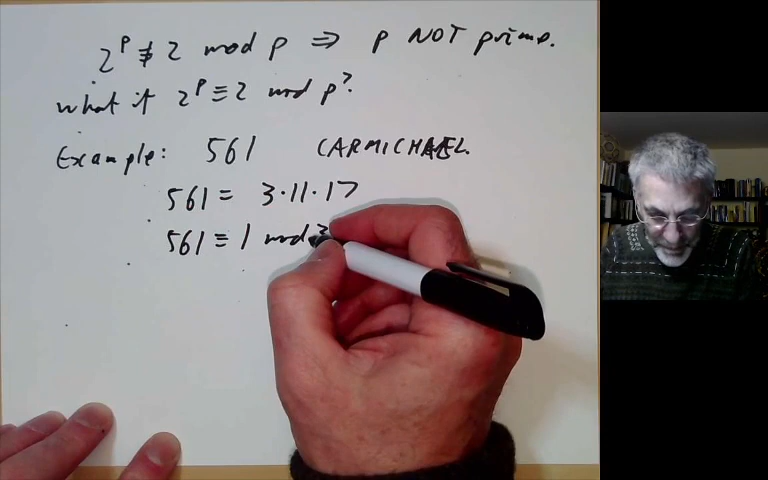 2^p ≢ 2 mod p ⇒ p NOT prime.
what if 2^p ≡ 2 mod p?
Example: 561 CARMICHAEL.
561 = 3·11·17
561 ≡ 1 mod